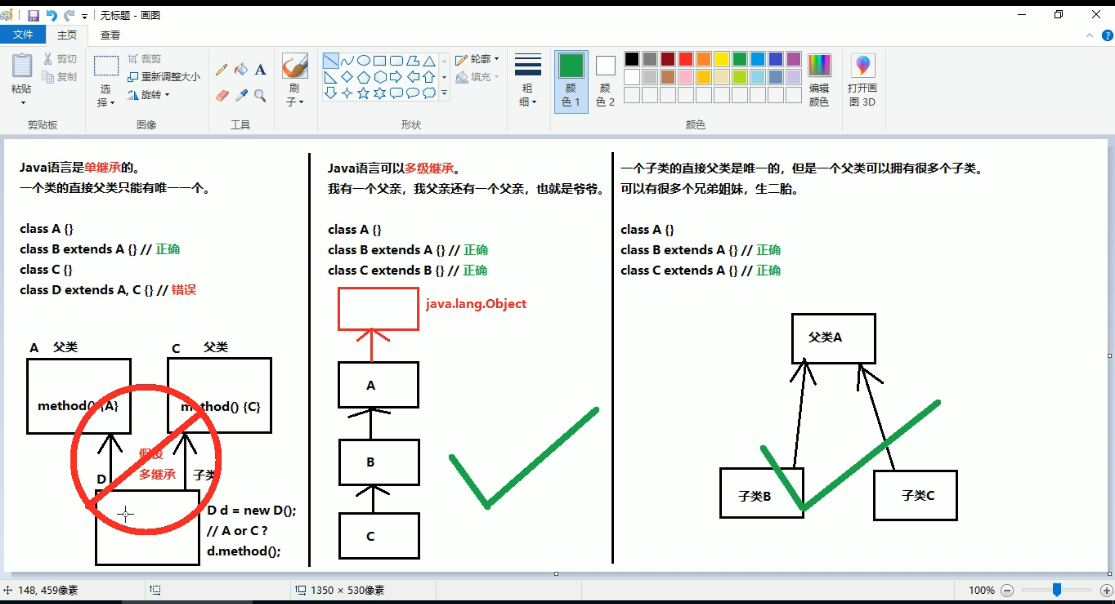 无标题 - 画图
文件
主页
查看
粘贴
剪切
复制
剪贴板
选
择
裁剪
重新调整大小
旋转
图像
A
工具
刷
子
轮廓
填充
形状
粗
细
颜
色 1
颜
色 2
编辑
颜色
打开画
图 3D
颜色
Java语言是单继承的。
一个类的直接父类只能有唯一一个。
class A {}
class B extends A {} // 正确
class C {}
class D extends A, C {} // 错误
A 父类
C 父类
method() {A}
method() {C}
假设
多继承
D
子类
D d = new D();
// A or C ?
d.method();
Java语言可以多级继承。
我有一个父亲，我父亲还有一个父亲，也就是爷爷。
class A {}
class B extends A {} // 正确
class C extends B {} // 正确
java.lang.Object
A
B
C
一个子类的直接父类是唯一的，但是一个父类可以拥有很多个子类。
可以有很多个兄弟姐妹，生二胎。
class A {}
class B extends A {} // 正确
class C extends A {} // 正确
父类A
子类B
子类C
148, 459像素
1350 × 530像素
100%